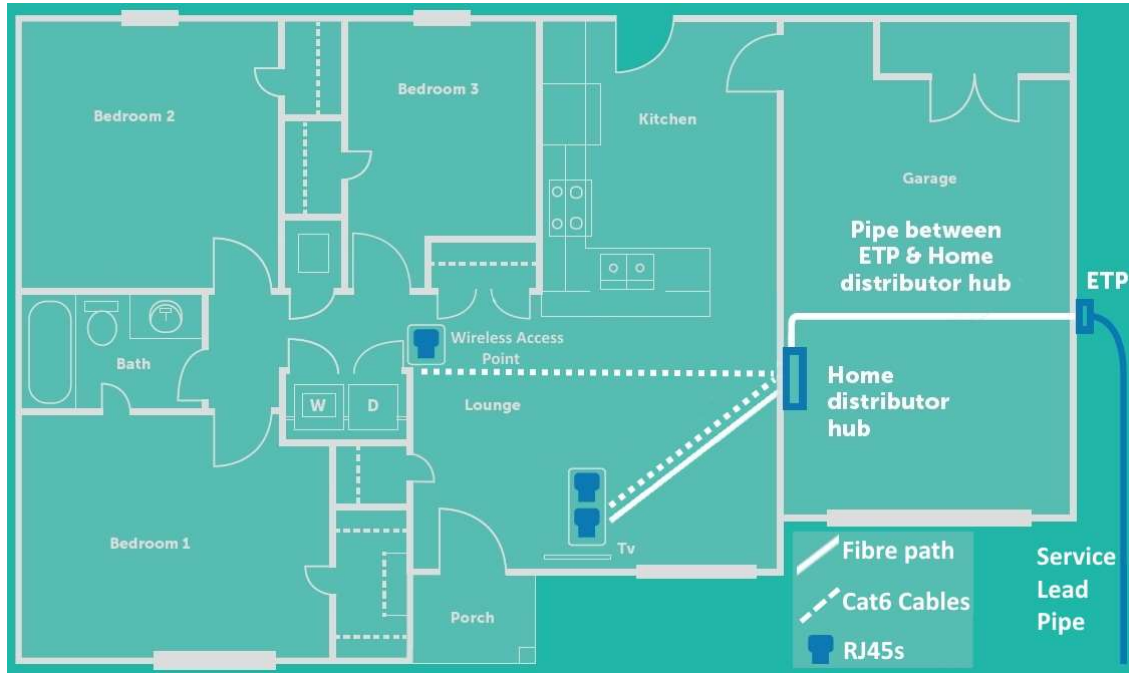 Bedroom 2
Bedroom 3
Kitchen
Garage
Pipe between
ETP & Home
distributor hub
ETP
Wireless Access
Point
Bath
Home
distributor
hub
W
D
Lounge
Bedroom 1
Tv
Fibre path
Cat6 Cables
RJ45s
Service
Lead
Pipe
Porch